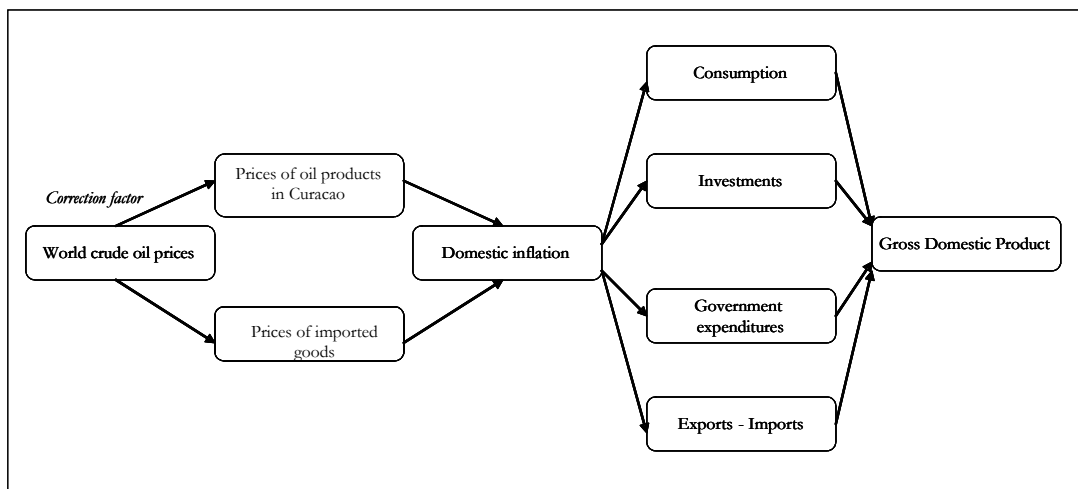 Correction factor
World crude oil prices
Prices of oil products
in Curacao
Prices of imported
goods
Domestic inflation
Consumption
Investments
Government
expenditures
Exports - Imports
Gross Domestic Product